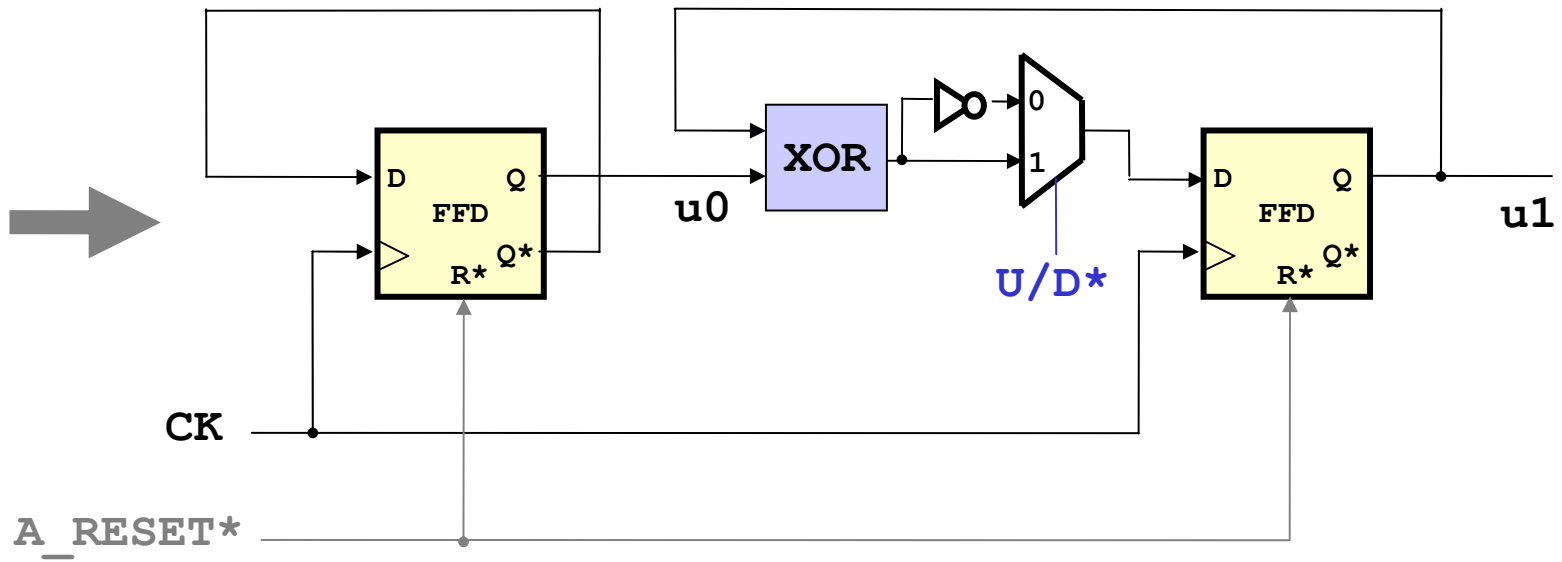 0
XOR
1
D
Q
FFD
Q*
R*
u0
U/D*
D
Q
FFD
Q*
R*
u1
CK
A_RESET*